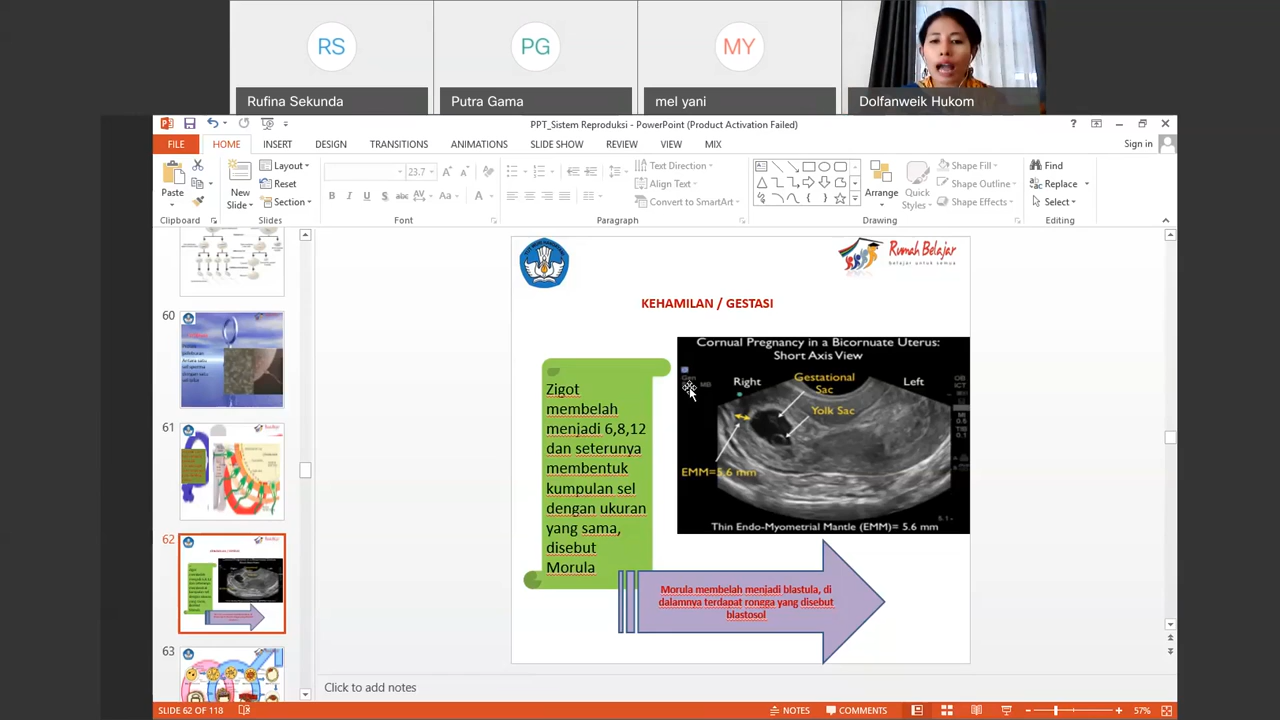 RS
PG
MY
Rufina Sekunda
Putra Gama
mel yani
Dolfanweik Hukom
PPT_Sistem Reproduksi - PowerPoint (Product Activation Failed)
FILE
HOME
INSERT
DESIGN
TRANSITIONS
ANIMATIONS
SLIDE SHOW
REVIEW
VIEW
MIX
Sign in
Paste
New
Slide
Layout
Reset
Section
23.7
Text Direction
Align Text
Convert to SmartArt
Arrange
Quick
Styles
Shape Fill
Shape Outline
Shape Effects
Find
Replace
Select
Clipboard
Slides
Font
Paragraph
Drawing
Editing
60
61
62
63
Rumah Belajar
belajar untuk semua
KEHAMILAN / GESTASI
Zigot
membelah
menjadi 6,8,12
dan seterunya
membentuk
kumpulan sel
dengan ukuran
yang sama,
disebut
Morula
Cornual Pregnancy in a Bicornuate Uterus:
Short Axis View
Right
Gestational
Sac
Left
Yolk Sac
EMM=5.6 mm
Thin Endo-Myometrial Mantle (EMM)= 5.6 mm
Morula membelah menjadi blastula, di
dalamnya terdapat rongga yang disebut
blastosol
Click to add notes
SLIDE 62 OF 118
NOTES
COMMENTS
57%